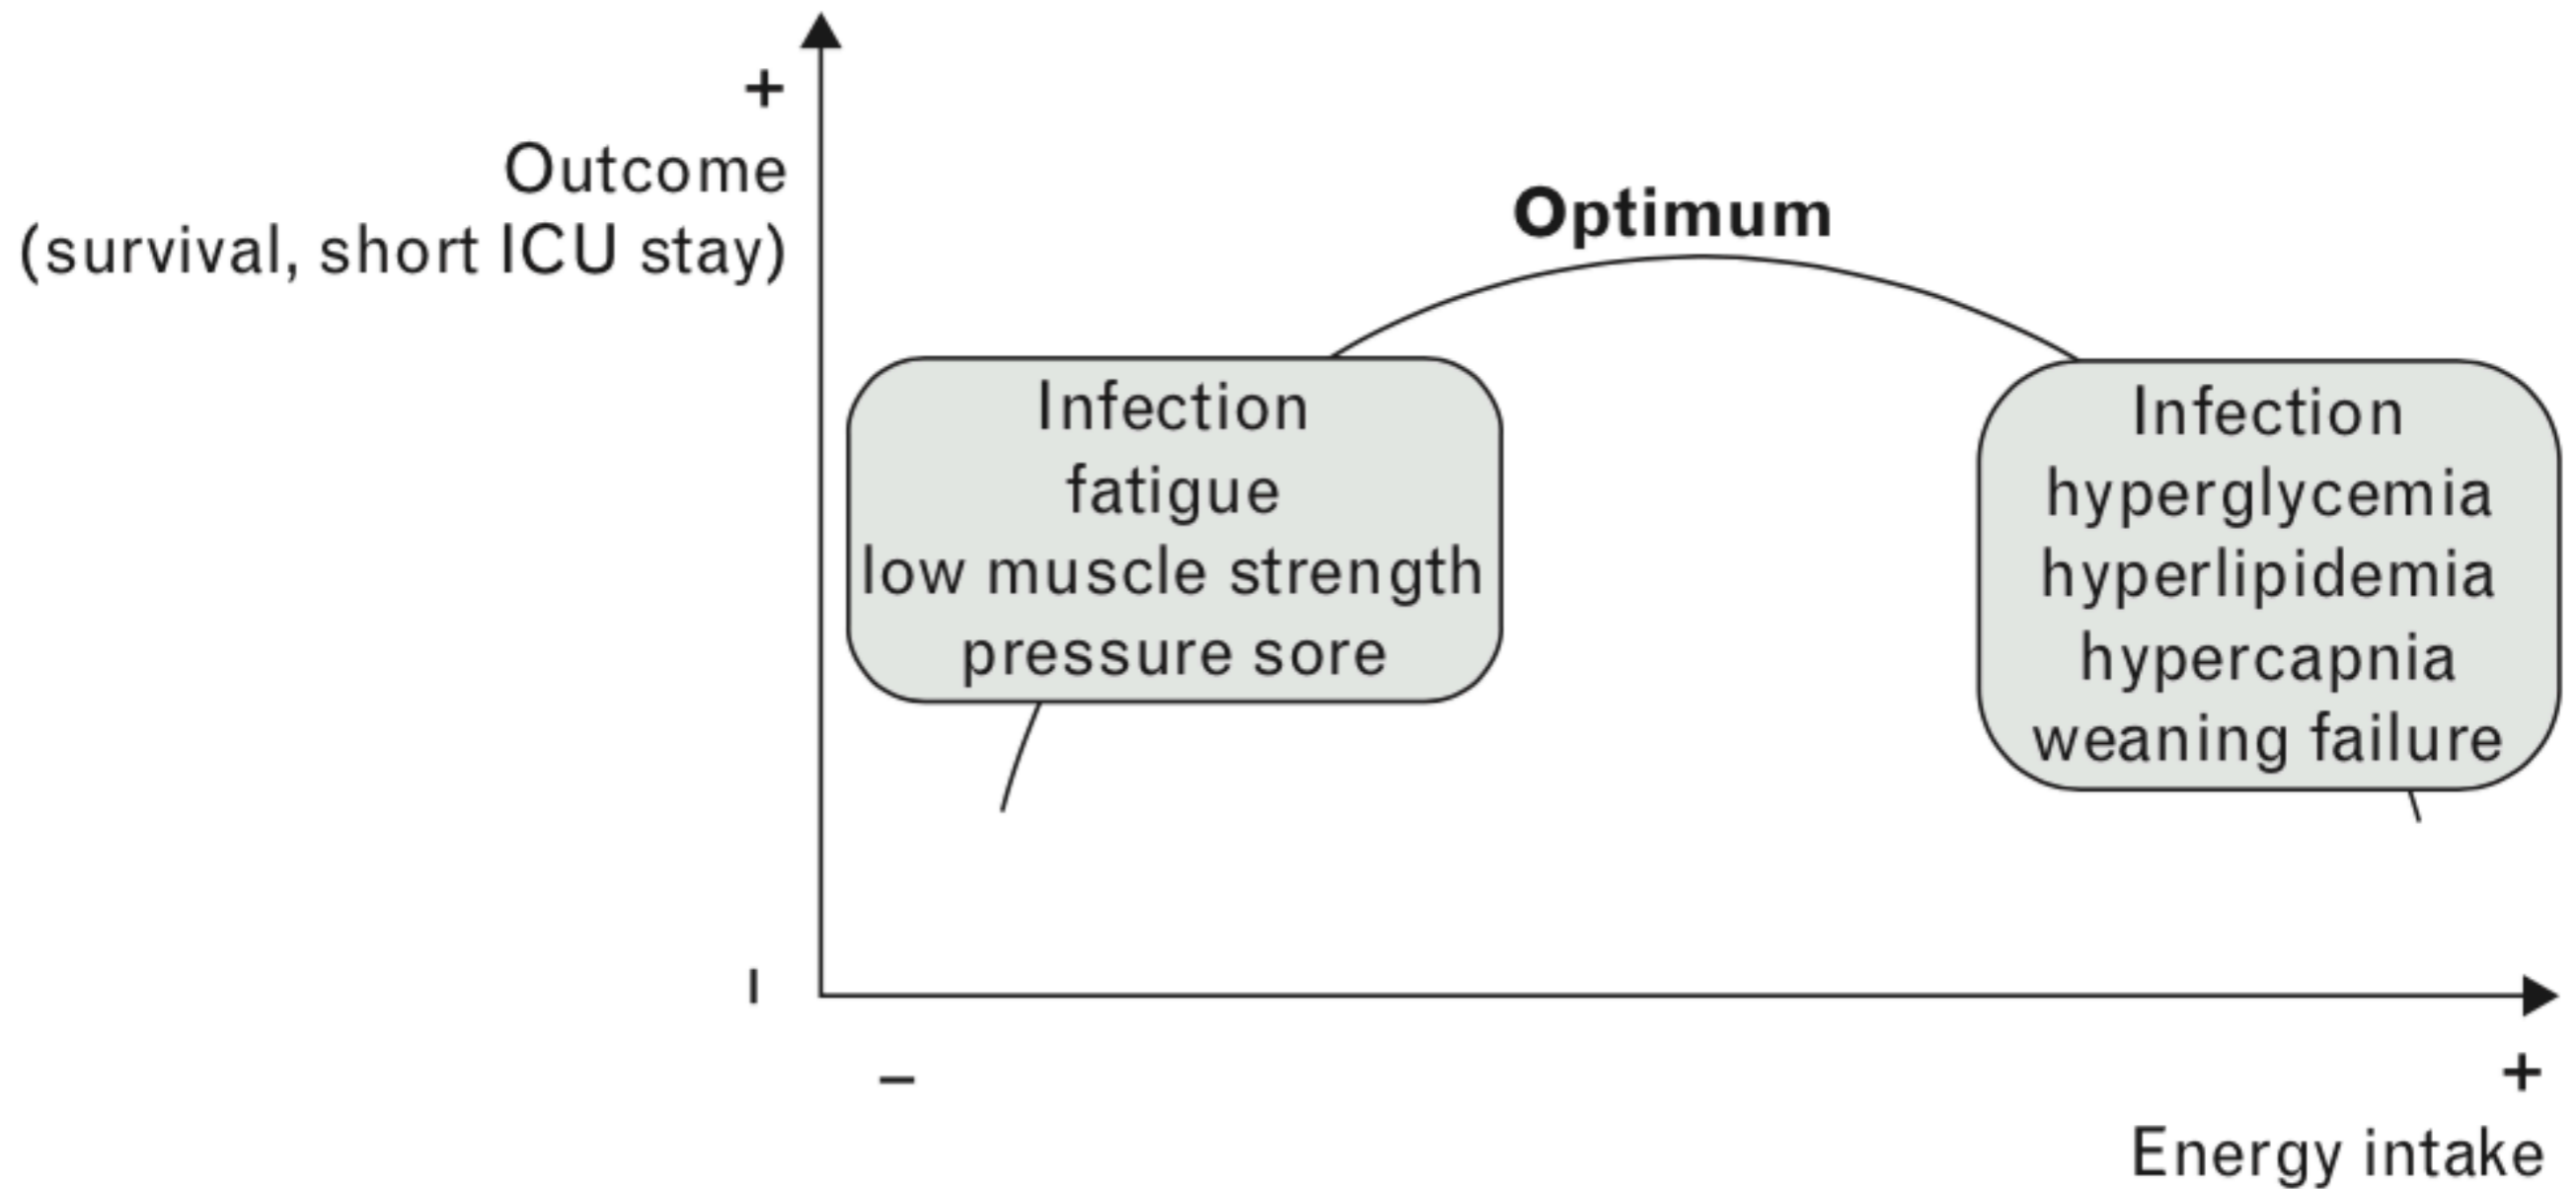 +
Outcome
(survival, short ICU stay)
Optimum
Infection
fatigue
low muscle strength
pressure sore
Infection
hyperglycemia
hyperlipidemia
hypercapnia
weaning failure
–
–
+
Energy intake